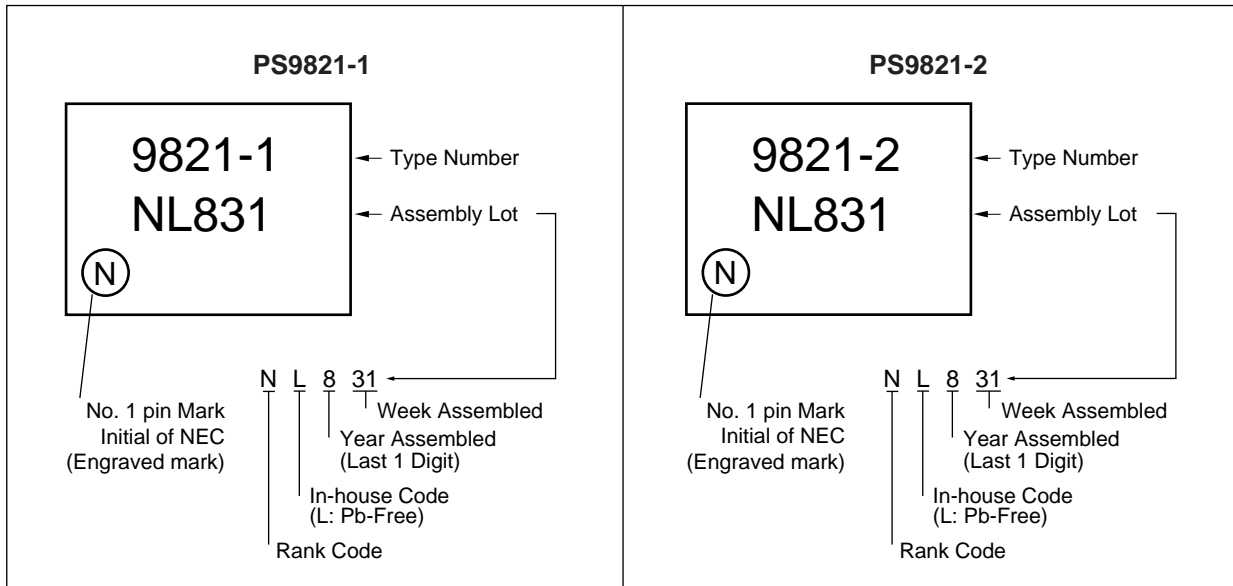 PS9821-1
9821-1
Type Number
NL831
Assembly Lot
N
N L 8 31
No. 1 pin Mark
Initial of NEC
(Engraved mark)
Week Assembled
Year Assembled
(Last 1 Digit)
In-house Code
(L: Pb-Free)
Rank Code
PS9821-2
9821-2
Type Number
NL831
Assembly Lot
N
N L 8 31
No. 1 pin Mark
Initial of NEC
(Engraved mark)
Week Assembled
Year Assembled
(Last 1 Digit)
In-house Code
(L: Pb-Free)
Rank Code